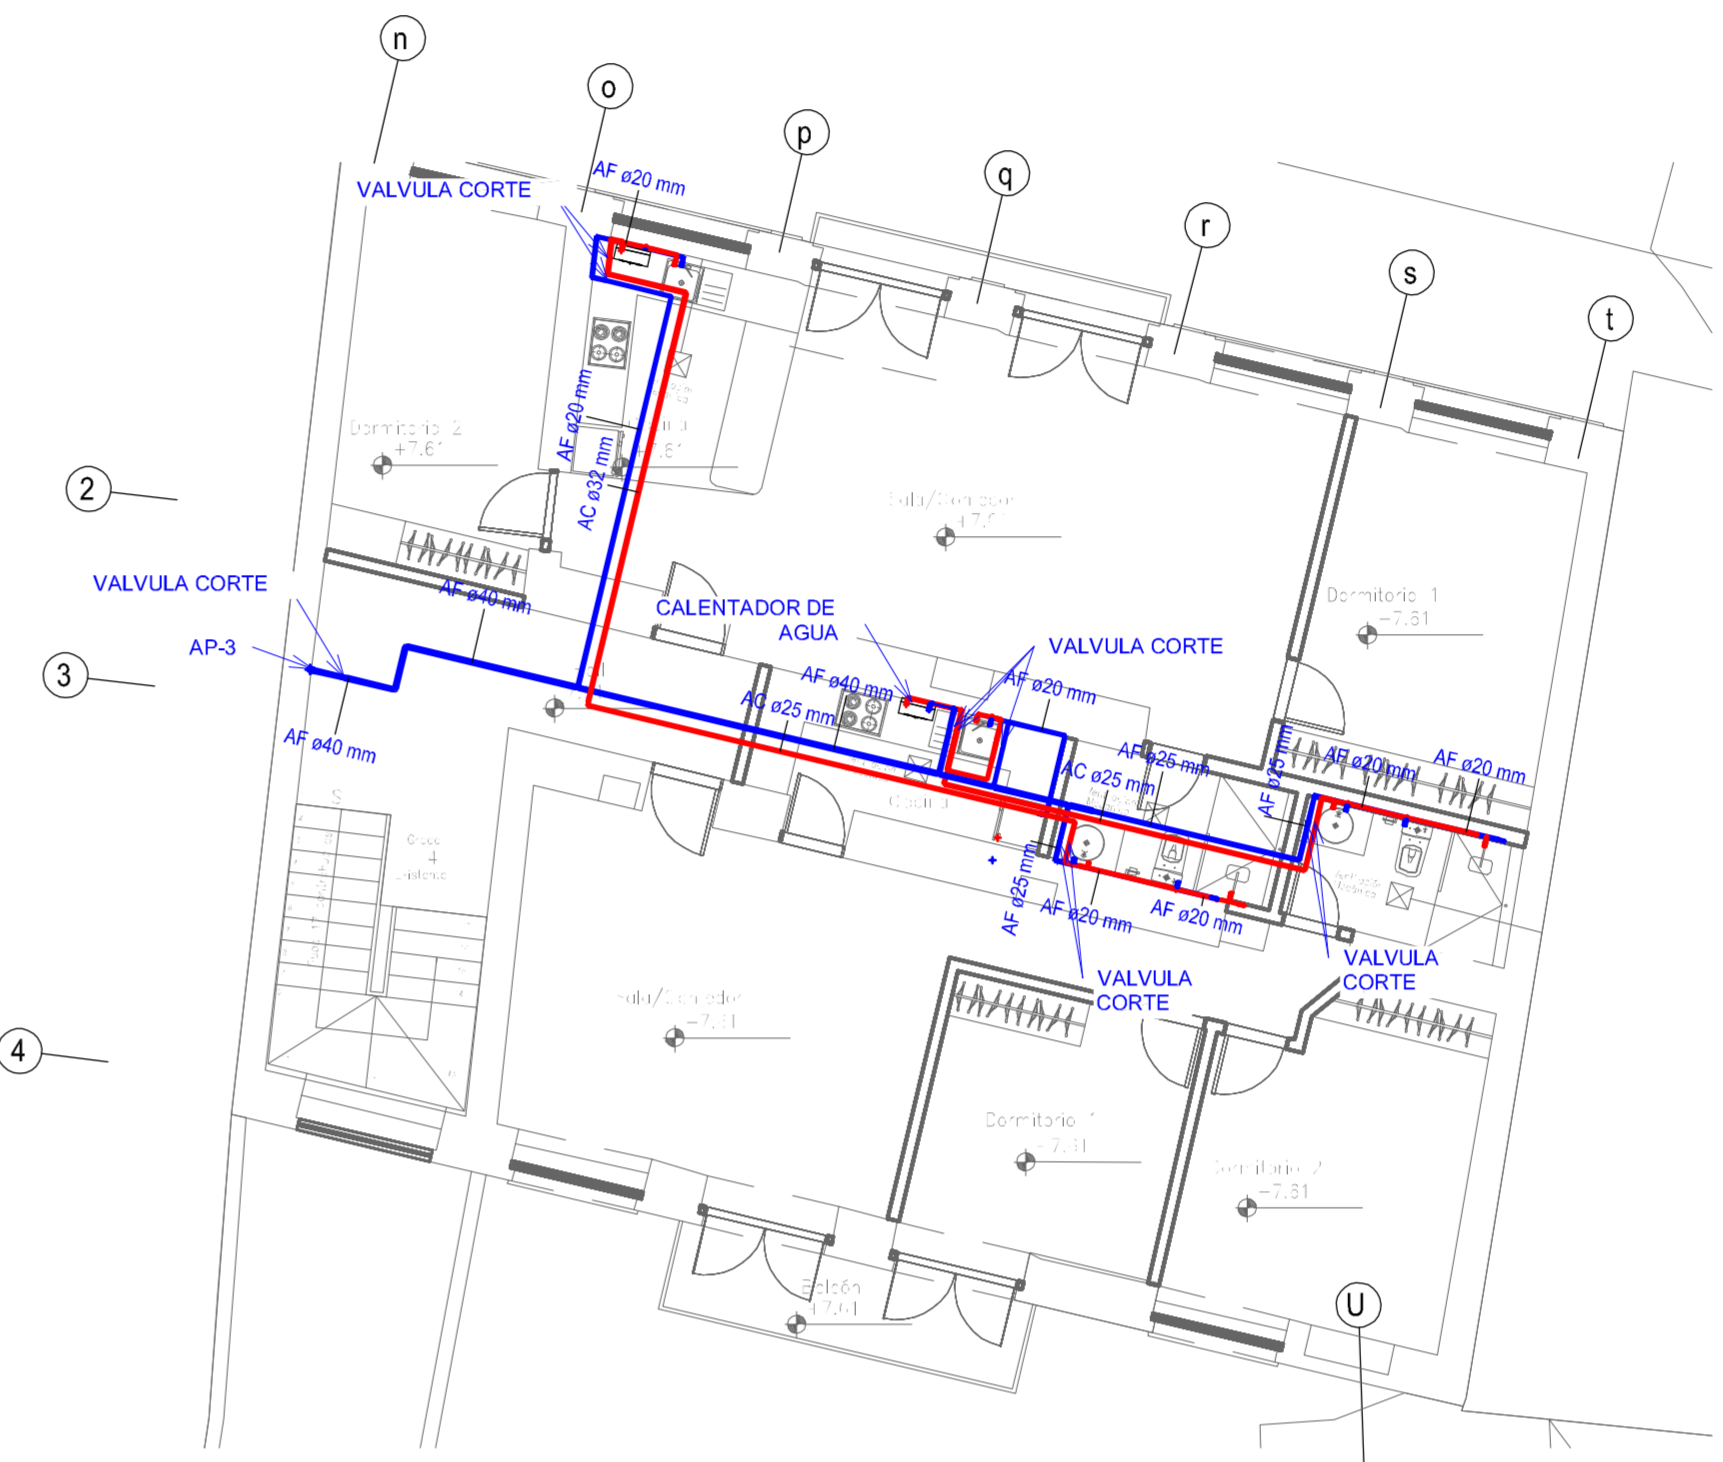 n
o
p
q
r
s
t
AF ø20 mm
VALVULA CORTE
AF ø20 mm
AC ø32 mm
Dormitorio 2
+7.61
2
Sala/Comedor
VALVULA CORTE
AF ø40 mm
AP-3
3
AF ø40 mm
CALENTADOR DE
AGUA
VALVULA CORTE
AF ø40 mm
AF ø20 mm
AC ø25 mm
Dormitorio 1
-7.61
AF ø25 mm
AC ø25 mm
AF ø25 mm
AF ø20 mm
AF ø20 mm
Cocina
S
AF ø25 mm
AF ø20 mm
AF ø20 mm
VALVULA
CORTE
VALVULA
CORTE
Sala/Comedor
-7.61
4
Dormitorio 1
-7.61
Dormitorio 2
-7.61
Balcón
+7.61
U